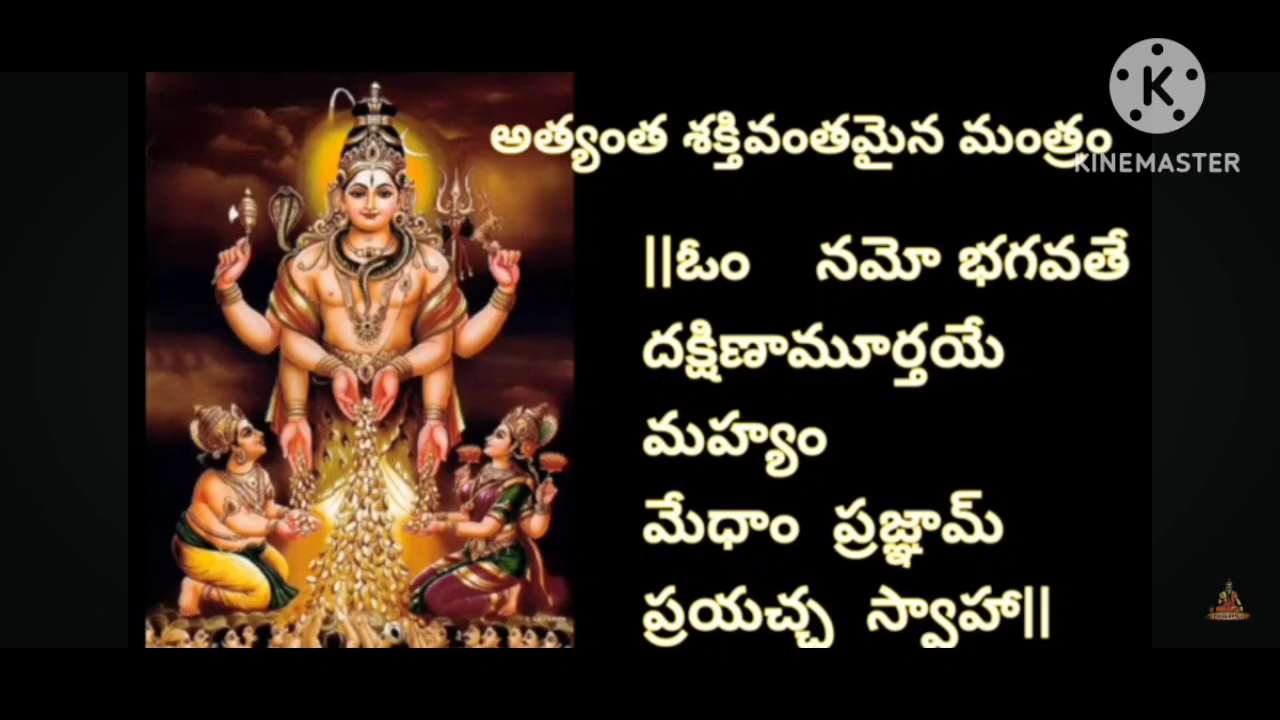 అత్యంత శక్తివంతమైన మంత్రం
KINEMASTER
||ఓం నమో భగవతే
దక్షిణామూర్తయే
మహ్యం
మేధాం ప్రజ్ఞామ్
ప్రయచ్చ స్వాహా||